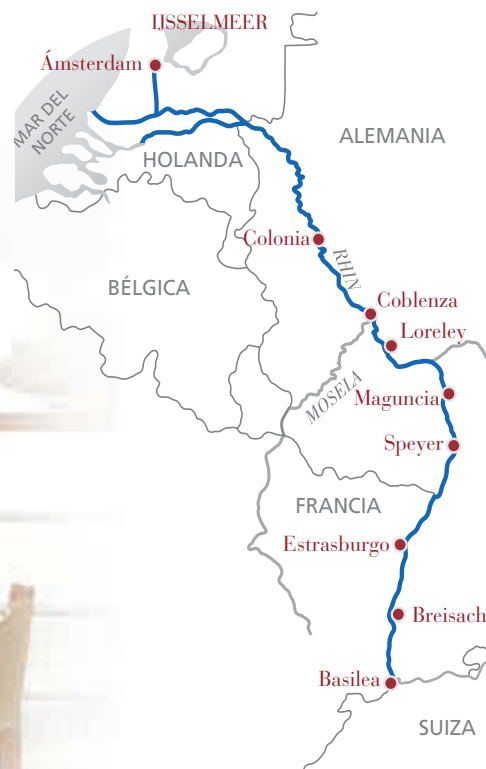 IJSSELMEER
Ámsterdam
MAR DEL
NORTE
ALEMANIA
HOLANDA
Colonia
RHIN
BÉLGICA
Coblenza
Loreley
MOSELA
Maguncia
Speyer
FRANCIA
Estrasburgo
Breisach
Basilea
SUIZA